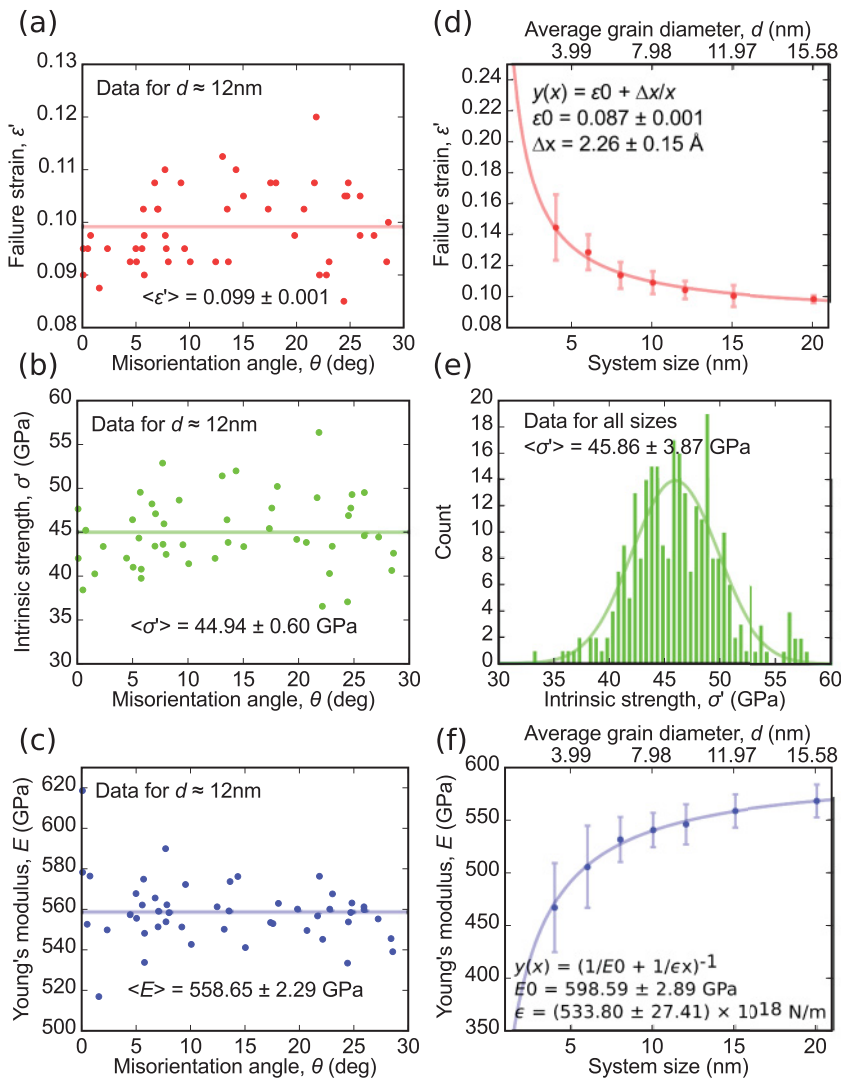 (a)
Data for d ≈ 12nm
<ε'> = 0.099 ± 0.001
Failure strain, ε'
0.13
0.12
0.11
0.10
0.09
0.08
0 5 10 15 20 25 30
Misorientation angle, θ (deg)
(d)
Average grain diameter, d (nm)
3.99 7.98 11.97 15.58
y(x) = ε0 + Δx/x
ε0 = 0.087 ± 0.001
Δx = 2.26 ± 0.15 Å
Failure strain, ε'
0.24
0.22
0.20
0.18
0.16
0.14
0.12
0.10
0.08
5 10 15 20
System size (nm)
(b)
Data for d ≈ 12nm
<σ'> = 44.94 ± 0.60 GPa
Intrinsic strength, σ' (GPa)
60
55
50
45
40
35
30
0 5 10 15 20 25 30
Misorientation angle, θ (deg)
(e)
Data for all sizes
<σ'> = 45.86 ± 3.87 GPa
Count
20
18
16
14
12
10
8
6
4
2
0
30 40 50 60
Intrinsic strength, σ' (GPa)
(c)
Data for d ≈ 12nm
<E> = 558.65 ± 2.29 GPa
Young's modulus, E (GPa)
620
600
580
560
540
520
500
0 5 10 15 20 25 30
Misorientation angle, θ (deg)
(f)
Average grain diameter, d (nm)
3.99 7.98 11.97 15.58
y(x) = (1/E0 + 1/ϵx)-1
E0 = 598.59 ± 2.89 GPa
ϵ = (533.80 ± 27.41) × 1018 N/m
Young's modulus, E (GPa)
600
550
500
450
400
350
5 10 15 20
System size (nm)